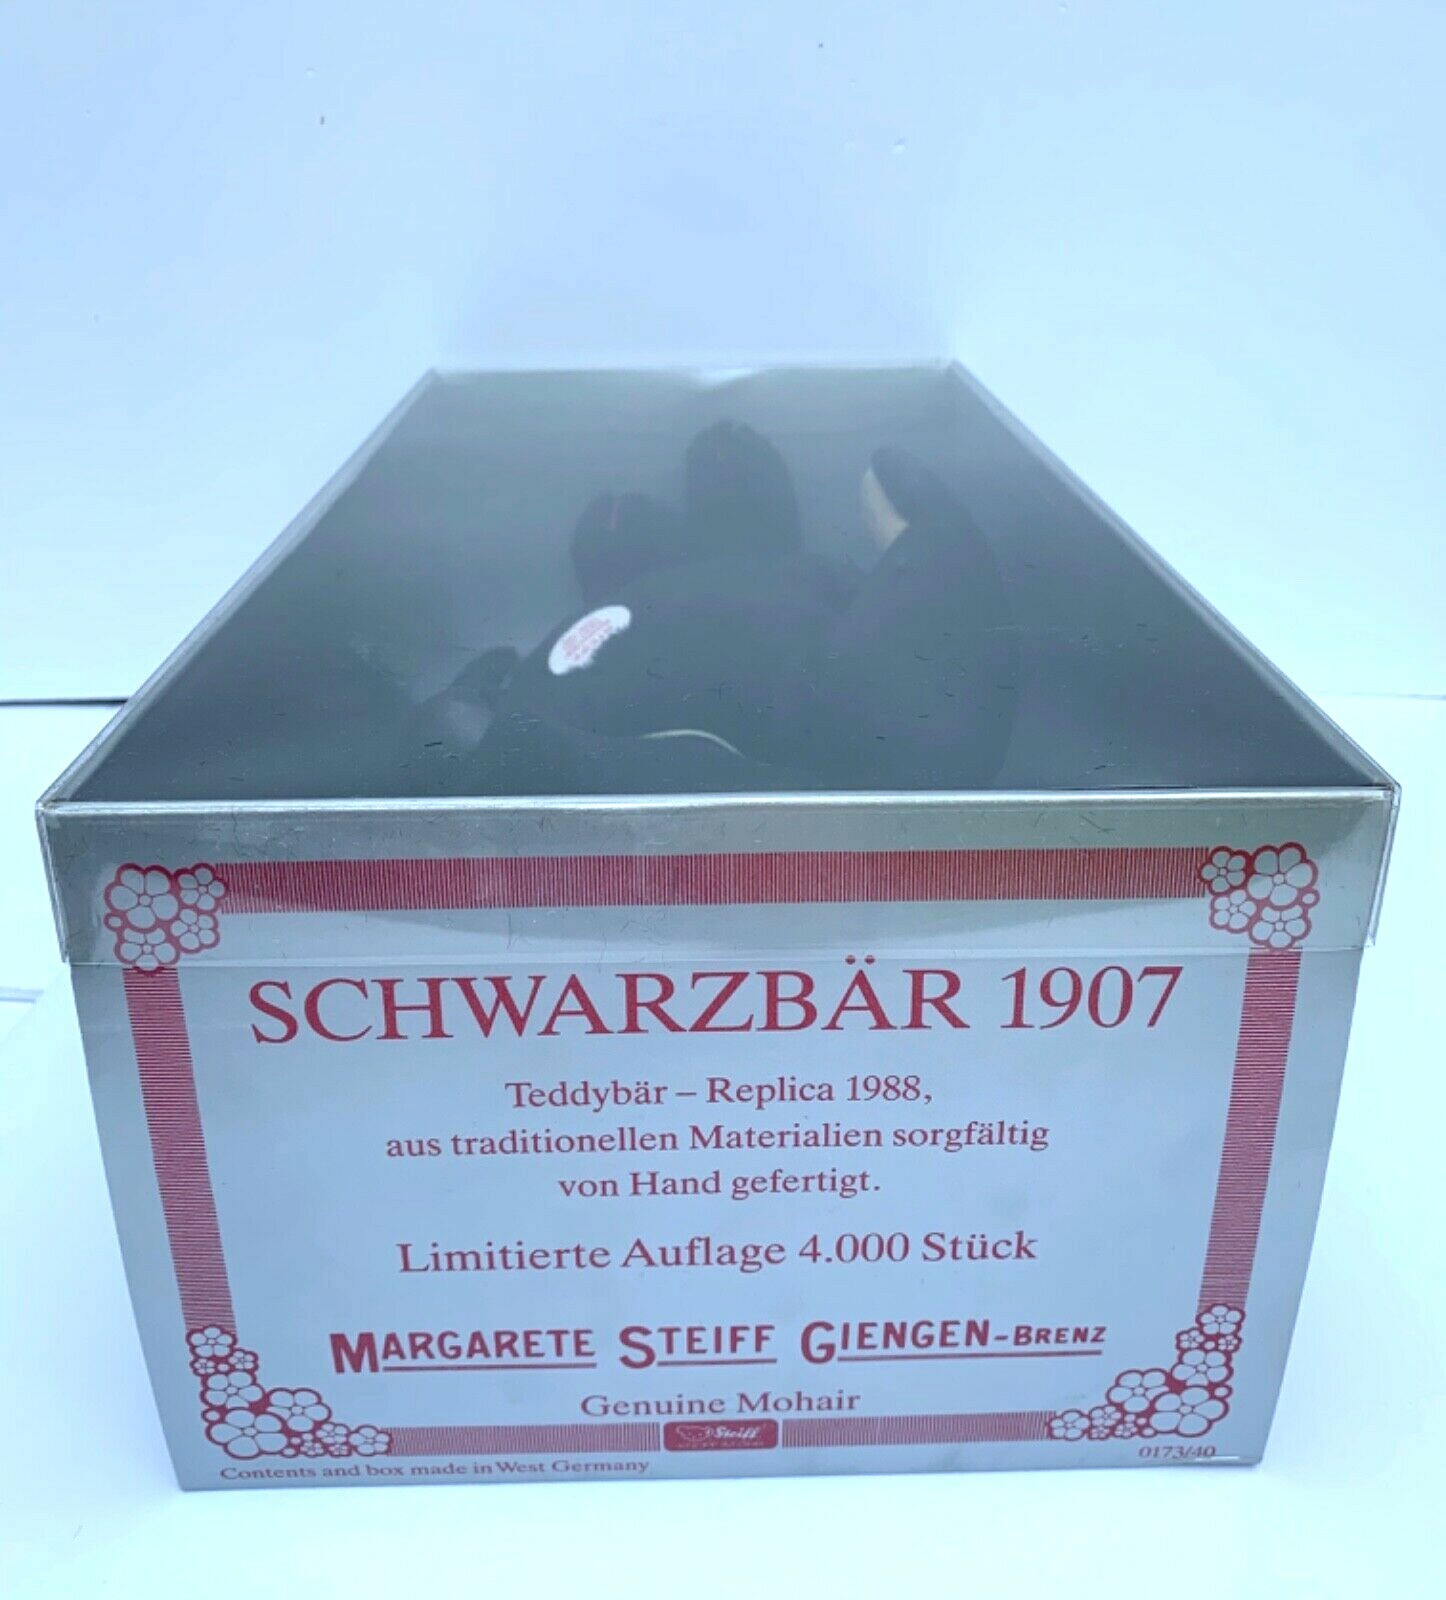 SCHWARZBÄR 1907
Teddybär – Replica 1988,
aus traditionellen Materialien sorgfältig
von Hand gefertigt.
Limitierte Auflage 4.000 Stück
MARGARETE STEIFF GIENGEN-BRENZ
Genuine Mohair
Steiff
Contents and box made in West Germany
0173/40